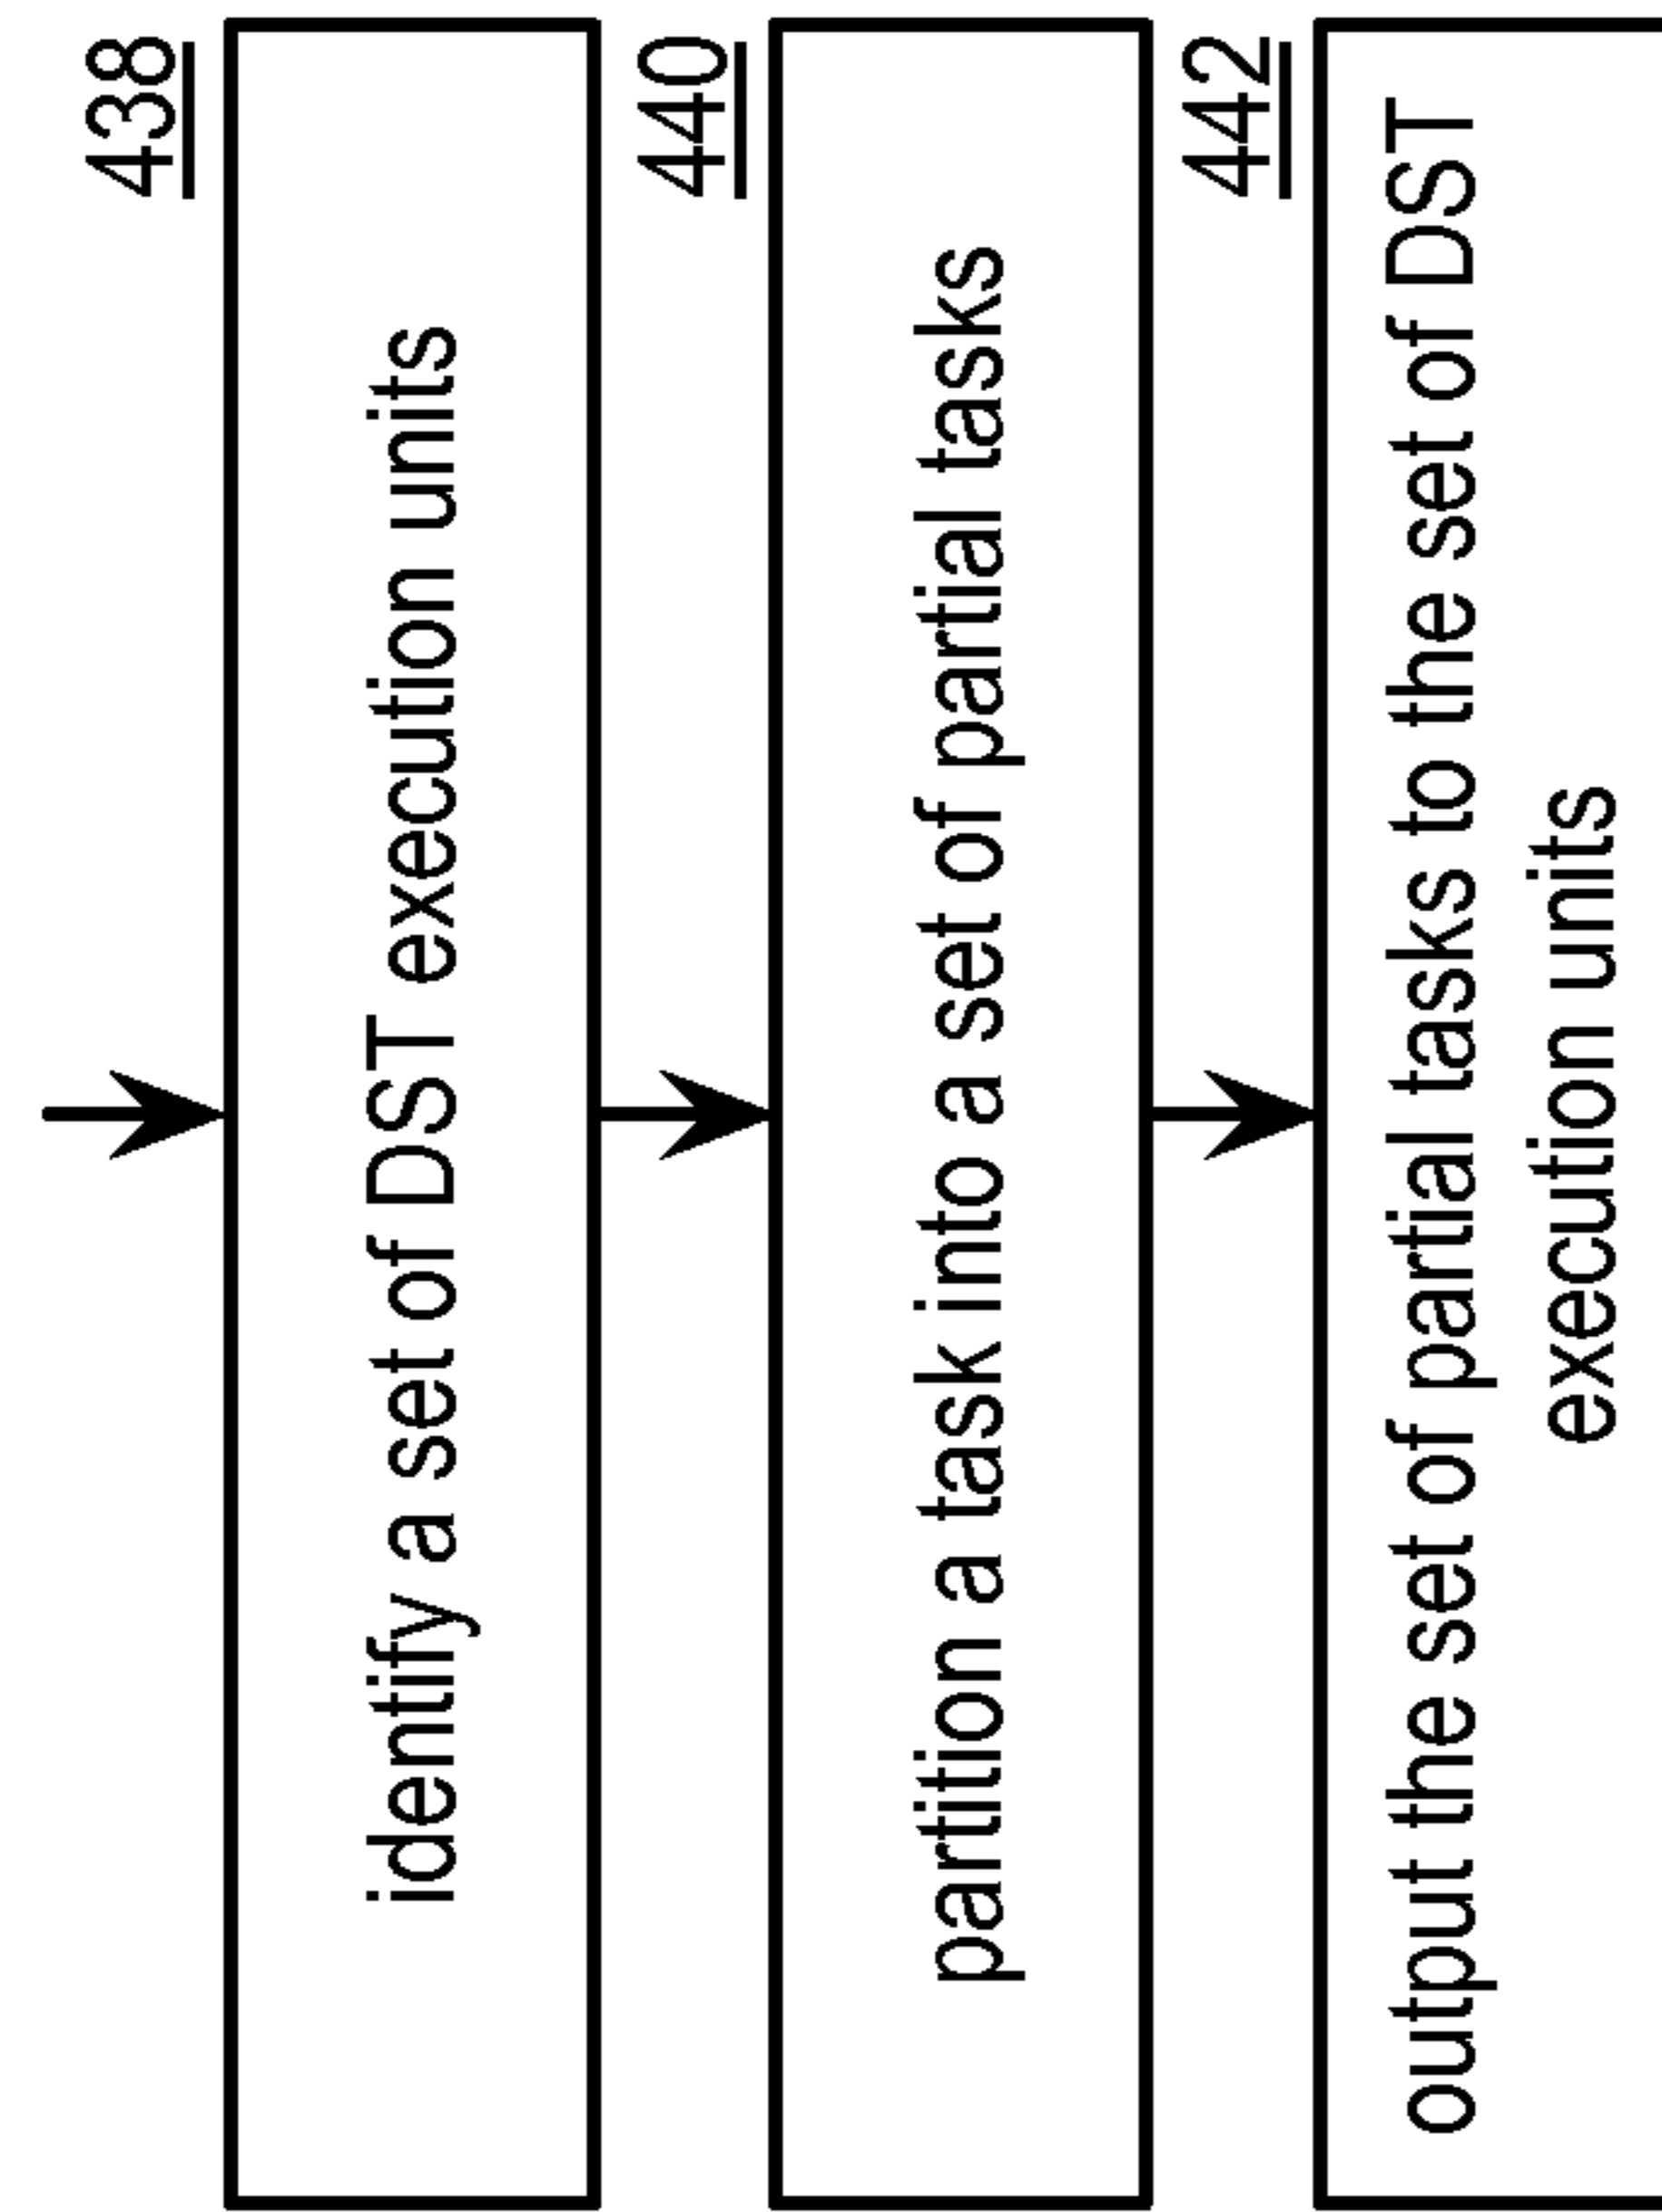 438
identify a set of DST execution units
440
partition a task into a set of partial tasks
442
output the set of partial tasks to the set of DST
execution units